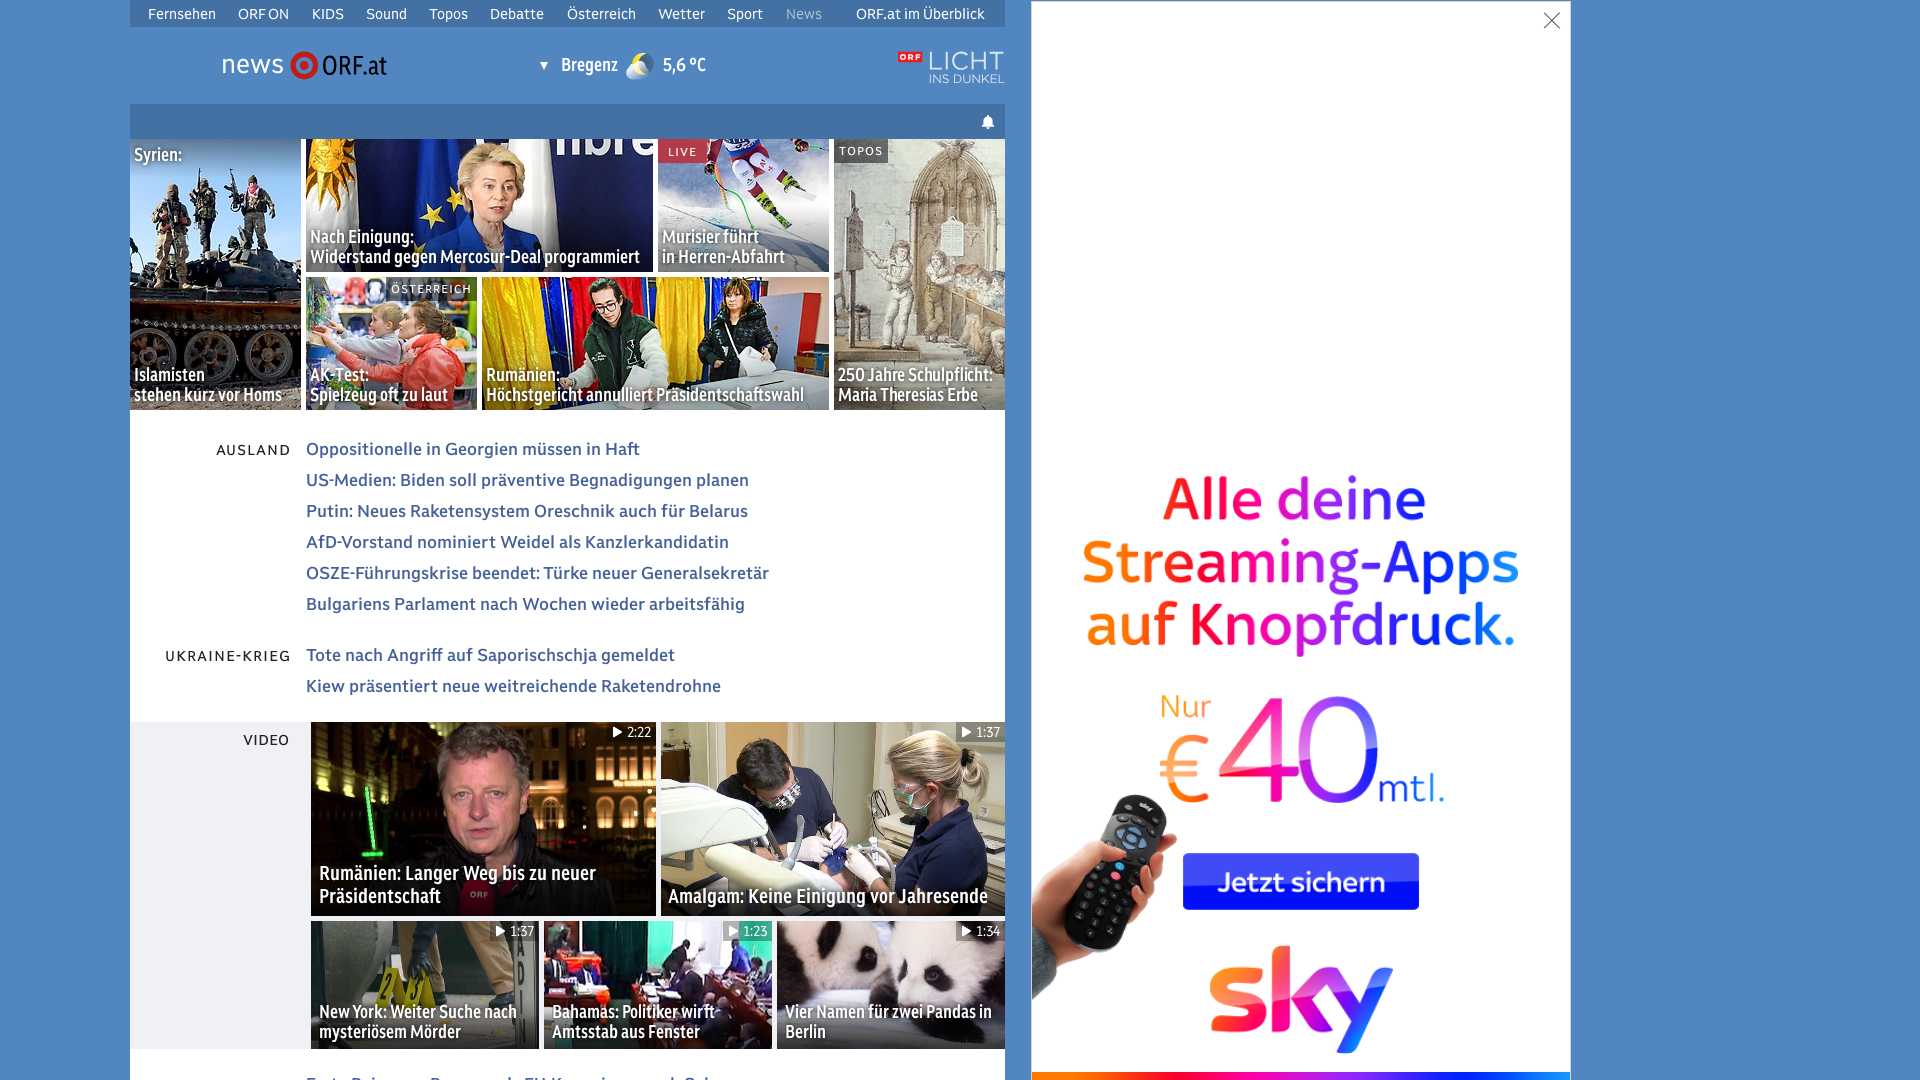 Fernsehen ORF ON KIDS Sound Topos Debatte Österreich Wetter Sport News ORF.at im Überblick
news ORF.at
Bregenz 5,6 °C
ORF LICHT
INS DUNKEL
Syrien:
Islamisten
stehen kurz vor Homs
Nach Einigung:
Widerstand gegen Mercosur-Deal programmiert
LIVE
Murisier führt
in Herren-Abfahrt
TOPOS
250 Jahre Schulpflicht:
Maria Theresias Erbe
ÖSTERREICH
AK-Test:
Spielzeug oft zu laut
Rumänien:
Höchstgericht annulliert Präsidentschaftswahl
AUSLAND
Oppositionelle in Georgien müssen in Haft
US-Medien: Biden soll präventive Begnadigungen planen
Putin: Neues Raketensystem Oreschnik auch für Belarus
AfD-Vorstand nominiert Weidel als Kanzlerkandidatin
OSZE-Führungskrise beendet: Türke neuer Generalsekretär
Bulgariens Parlament nach Wochen wieder arbeitsfähig
UKRAINE-KRIEG
Tote nach Angriff auf Saporischschja gemeldet
Kiew präsentiert neue weitreichende Raketendrohne
VIDEO
2:22
Rumänien: Langer Weg bis zu neuer
Präsidentschaft
ORF
1:37
Amalgam: Keine Einigung vor Jahresende
1:37
New York: Weiter Suche nach
mysteriösem Mörder
1:23
Bahamas: Politiker wirft
Amtsstab aus Fenster
1:34
Vier Namen für zwei Pandas in
Berlin
Alle deine
Streaming-Apps
auf Knopfdruck.
Nur
€40 mtl.
Jetzt sichern
sky